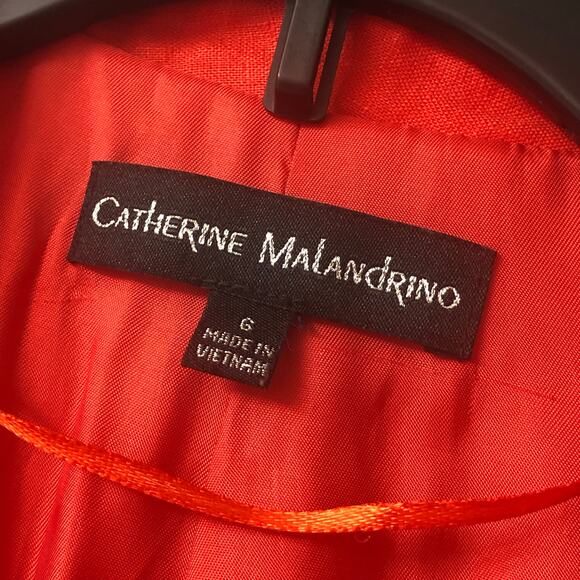 Catherine Malandrino
6
MADE IN
VIETNAM